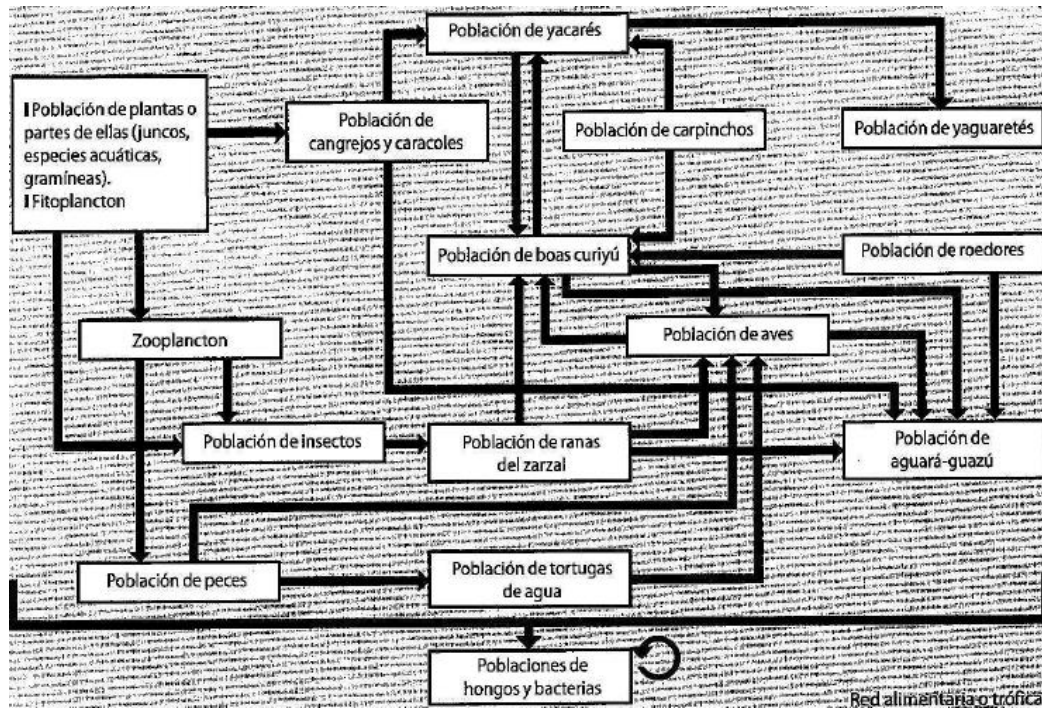 Población de yacarés
Población de plantas o
partes de ellas (juncos,
especies acuáticas,
gramíneas).
Fitoplancton
Población de
cangrejos y caracoles
Población de carpinchos
Población de yaguaretés
Población de boas curiyú
Población de roedores
Zooplancton
Población de aves
Población de insectos
Población de ranas
del zarzal
Población de
aguará-guazú
Población de peces
Población de tortugas
de agua
Poblaciones de
hongos y bacterias
Red alimentaria o trófica